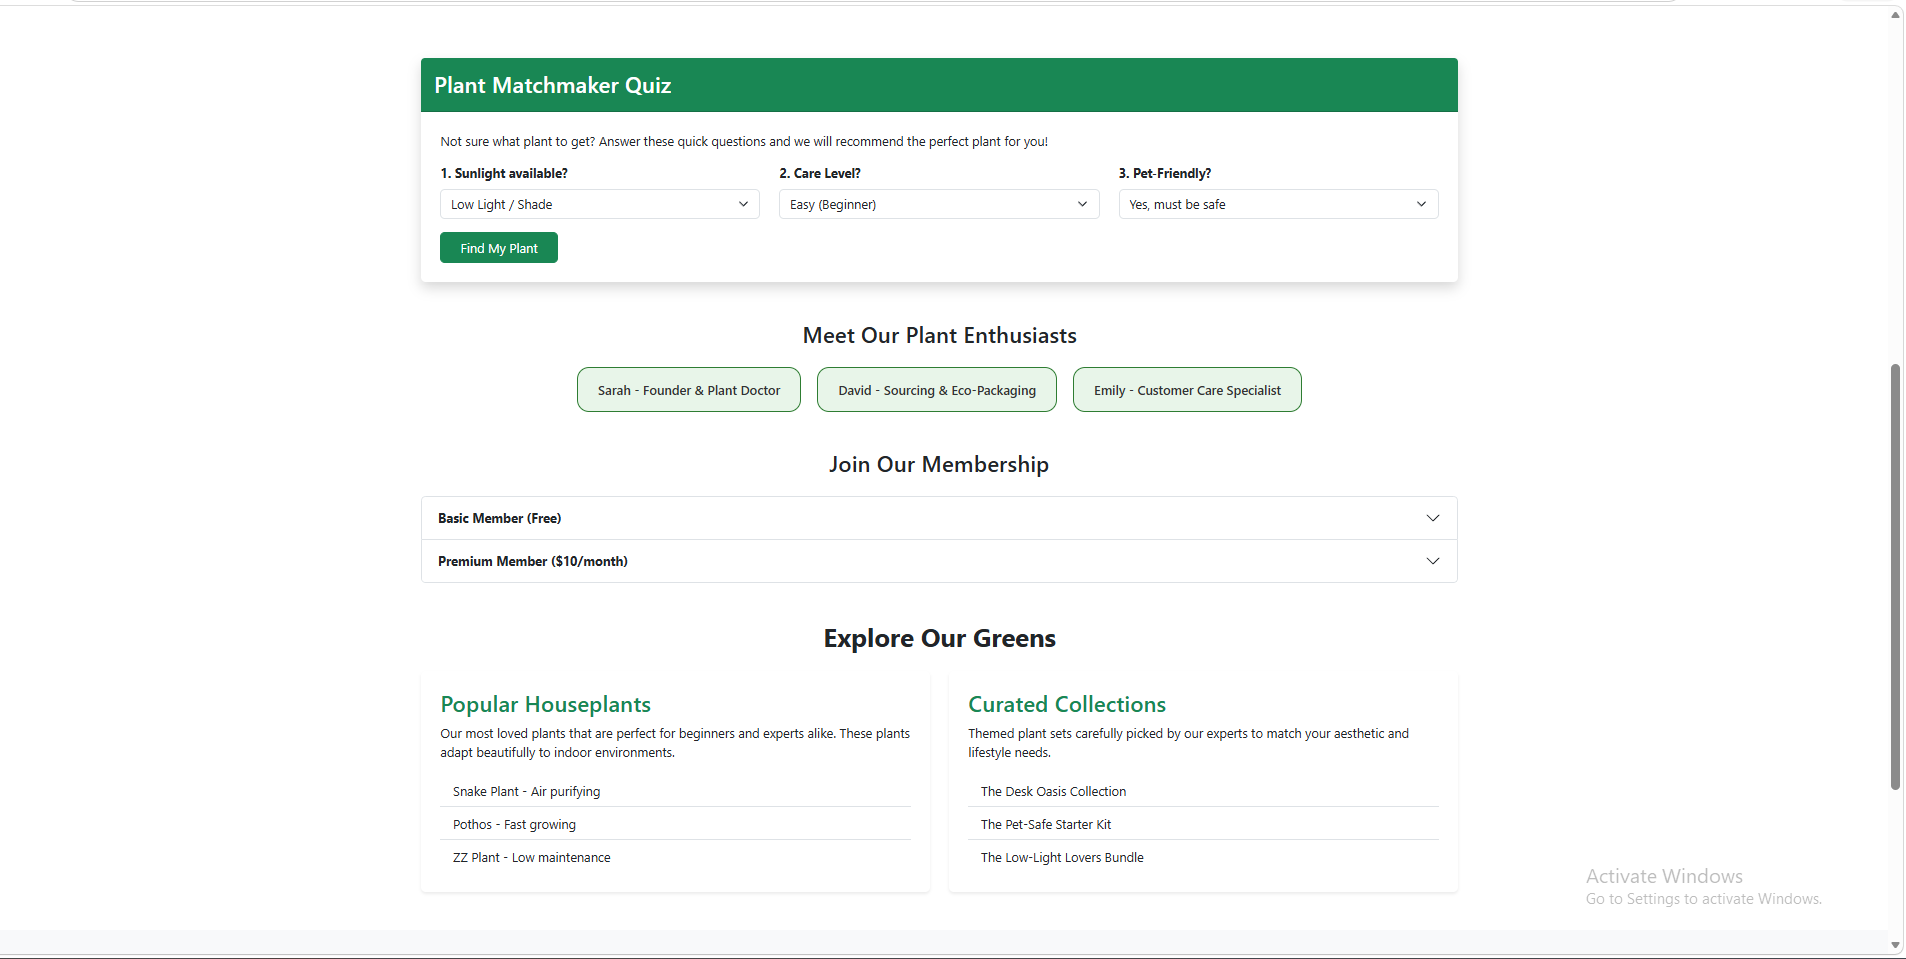 Plant Matchmaker Quiz
Not sure what plant to get? Answer these quick questions and we will recommend the perfect plant for you!
1. Sunlight available?
Low Light / Shade
2. Care Level?
Easy (Beginner)
3. Pet-Friendly?
Yes, must be safe
Find My Plant
Meet Our Plant Enthusiasts
Sarah - Founder & Plant Doctor
David - Sourcing & Eco-Packaging
Emily - Customer Care Specialist
Join Our Membership
Basic Member (Free)
Premium Member ($10/month)
Explore Our Greens
Popular Houseplants
Our most loved plants that are perfect for beginners and experts alike. These plants
adapt beautifully to indoor environments.
Snake Plant - Air purifying
Pothos - Fast growing
ZZ Plant - Low maintenance
Curated Collections
Themed plant sets carefully picked by our experts to match your aesthetic and
lifestyle needs.
The Desk Oasis Collection
The Pet-Safe Starter Kit
The Low-Light Lovers Bundle
Activate Windows
Go to Settings to activate Windows.